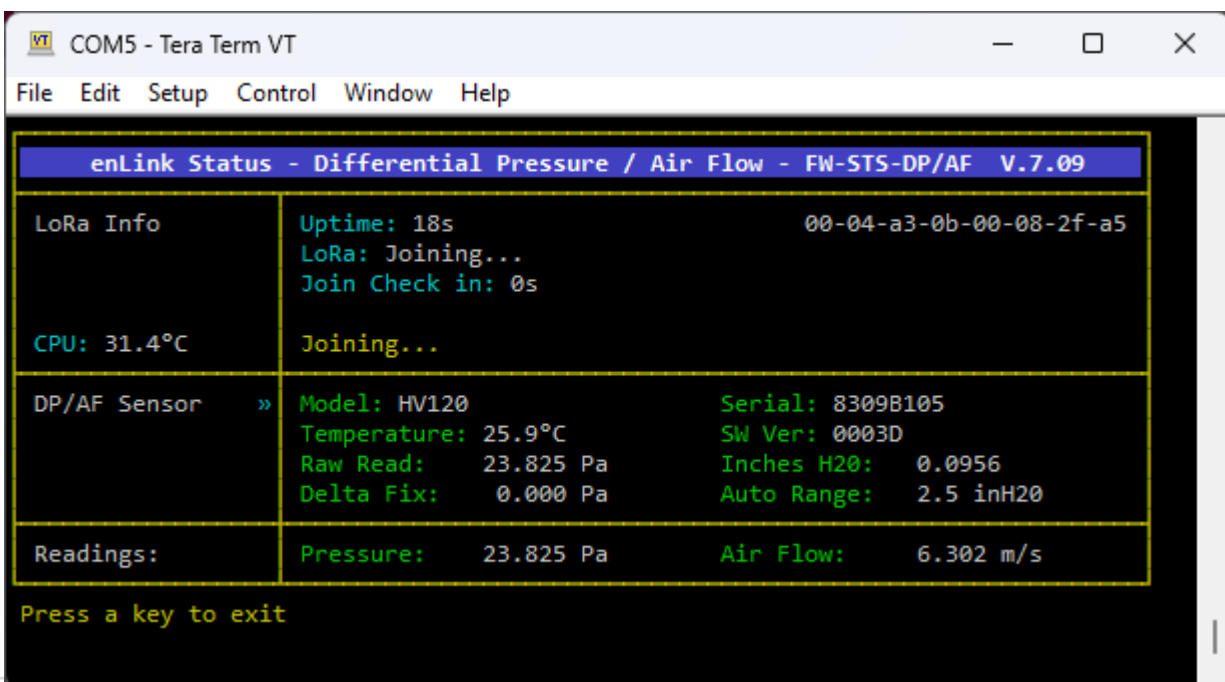 COM5 - Tera Term VT
File Edit Setup Control Window Help
enLink Status - Differential Pressure / Air Flow - FW-STS-DP/AF V.7.09
LoRa Info Uptime: 18s 00-04-a3-0b-00-08-2f-a5
LoRa: Joining...
Join Check in: 0s
CPU: 31.4°C Joining...
DP/AF Sensor » Model: HV120 Serial: 8309B105
Temperature: 25.9°C SW Ver: 0003D
Raw Read: 23.825 Pa Inches H20: 0.0956
Delta Fix: 0.000 Pa Auto Range: 2.5 inH20
Readings: Pressure: 23.825 Pa Air Flow: 6.302 m/s
Press a key to exit